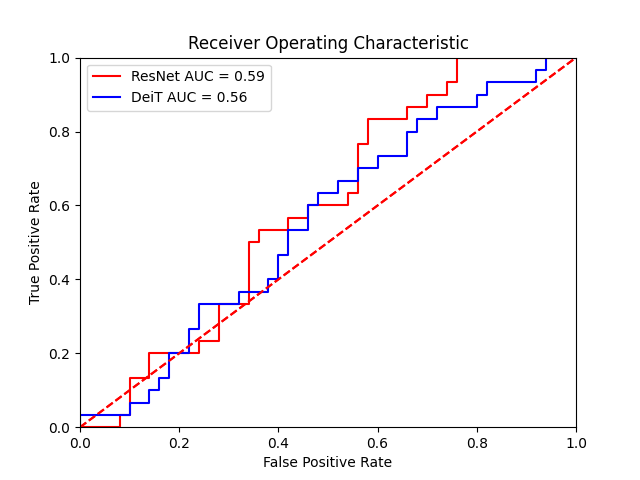 Receiver Operating Characteristic
ResNet AUC = 0.59
DeiT AUC = 0.56
True Positive Rate
1.0
0.8
0.6
0.4
0.2
0.0
0.0 0.2 0.4 0.6 0.8 1.0
False Positive Rate